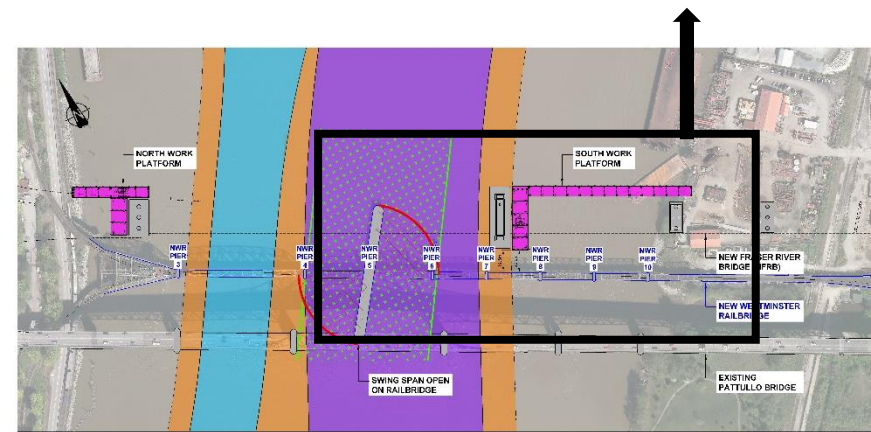 NORTH WORK
PLATFORM
SOUTH WORK
PLATFORM
NWR
PIER
3
NWR
PIER
4
NWR
PIER
5
NWR
PIER
6
NWR
PIER
7
NWR
PIER
8
NWR
PIER
9
NWR
PIER
10
NEW FRASER RIVER
BRIDGE (NFRB)
NEW WESTMINSTER
RAILBRIDGE
SWING SPAN OPEN
ON RAILBRIDGE
EXISTING
PATTULLO BRIDGE